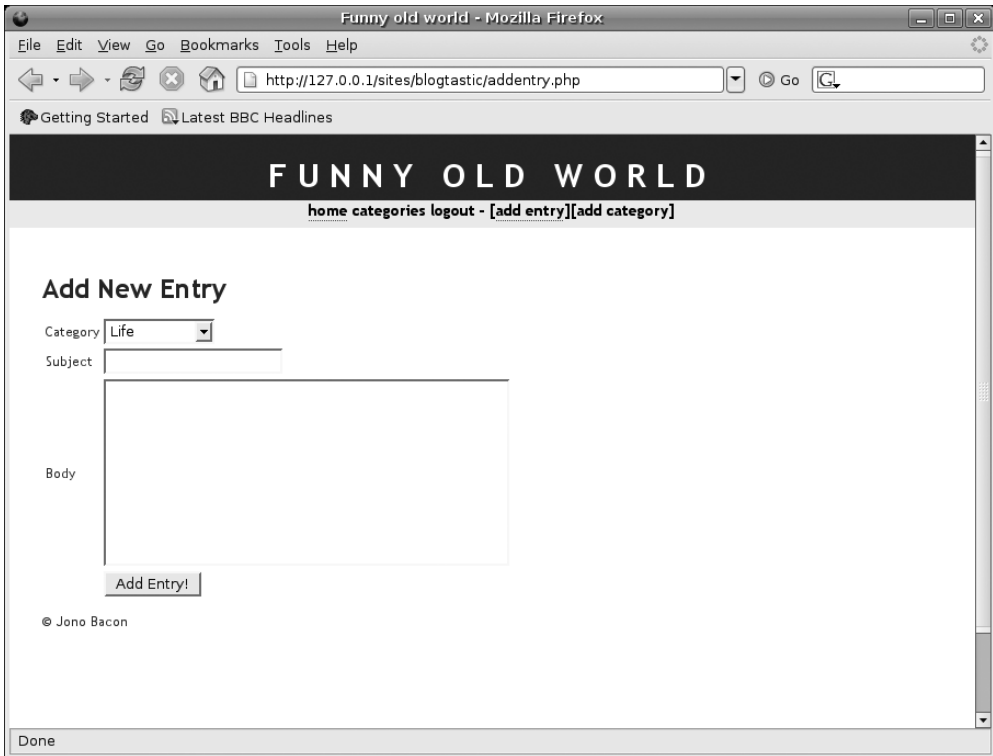 Funny old world - Mozilla Firefox
File Edit View Go Bookmarks Tools Help
http://127.0.0.1/sites/blogtastic/addentry.php Go G
Getting Started Latest BBC Headlines
FUNNY OLD WORLD
home categories logout - [add entry][add category]
Add New Entry
Category Life
Subject
Body
Add Entry!
© Jono Bacon
Done